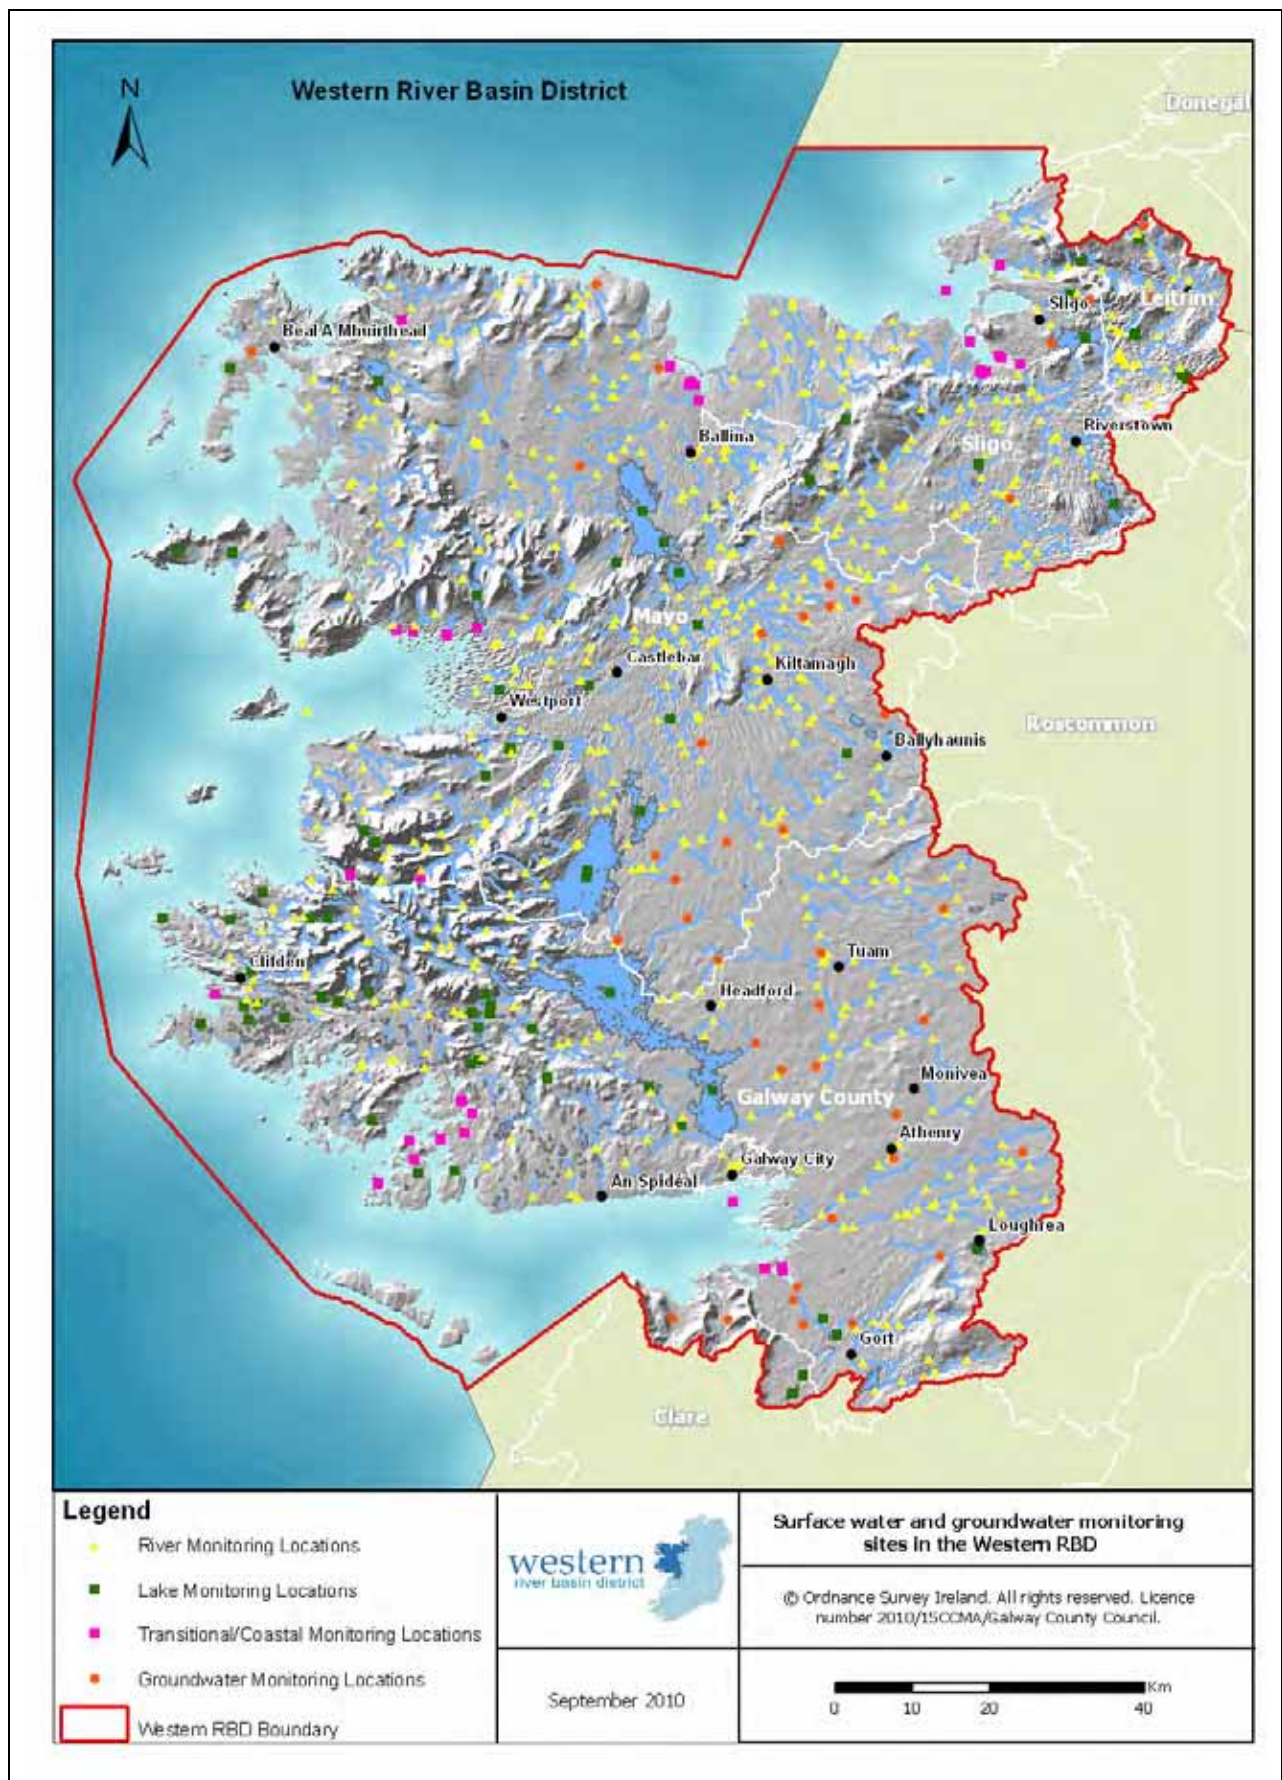 Western River Basin District
N
Donegal
Leitrim
Sligo
Beal A Mhuirthead
Riverstown
Sligo
Ballina
Mayo
Castlebar
Kiltamagh
Westport
Roscommon
Ballyhaunis
Clifden
Tuam
Headford
Monivea
Galway County
Athenry
Galway City
An Spidéal
Loughrea
Gort
Clare
Legend
River Monitoring Locations
Lake Monitoring Locations
Transitional/Coastal Monitoring Locations
Groundwater Monitoring Locations
Western RBD Boundary
western
river basin district
September 2010
Surface water and groundwater monitoring
sites in the Western RBD
© Ordnance Survey Ireland. All rights reserved. Licence
number 2010/15CCMA/Galway County Council.
Km
0 10 20 40